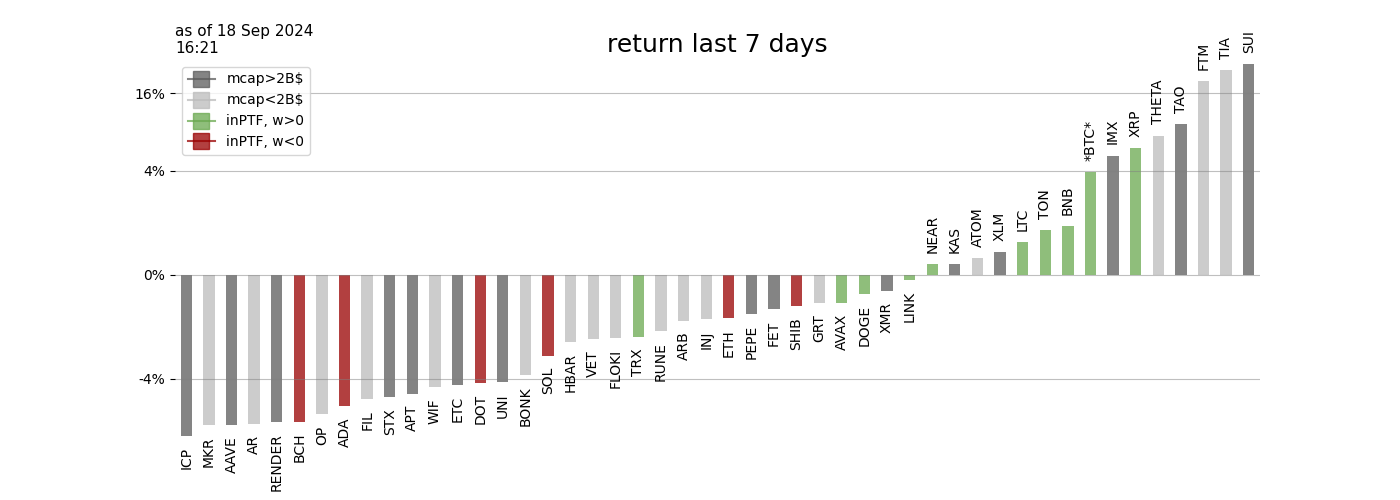 as of 18 Sep 2024
16:21
return last 7 days
mcap>2B$
mcap<2B$
inPTF, w>0
inPTF, w<0
16%
4%
0%
-4%
ICP
MKR
AAVE
AR
RENDER
BCH
OP
ADA
FIL
STX
APT
WIF
ETC
DOT
UNI
BONK
SOL
HBAR
VET
FLOKI
TRX
RUNE
ARB
INJ
ETH
PEPE
FET
SHIB
GRT
AVAX
DOGE
XMR
LINK
NEAR
KAS
ATOM
XLM
LTC
TON
BNB
*BTC*
IMX
XRP
THETA
TAO
FTM
TIA
SUI